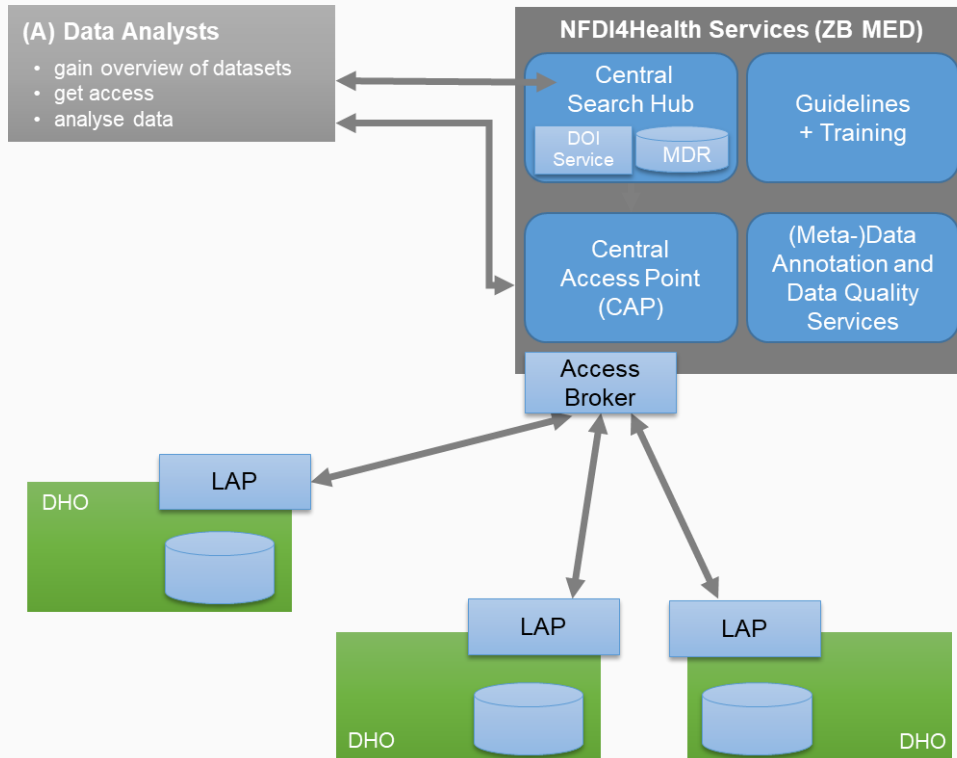 (A) Data Analysts
• gain overview of datasets
• get access
• analyse data
NFDI4Health Services (ZB MED)
Central
Search Hub
DOI
Service
MDR
Guidelines
+ Training
Central
Access Point
(CAP)
(Meta-)Data
Annotation and
Data Quality
Services
Access
Broker
LAP
DHO
LAP
DHO
LAP
DHO